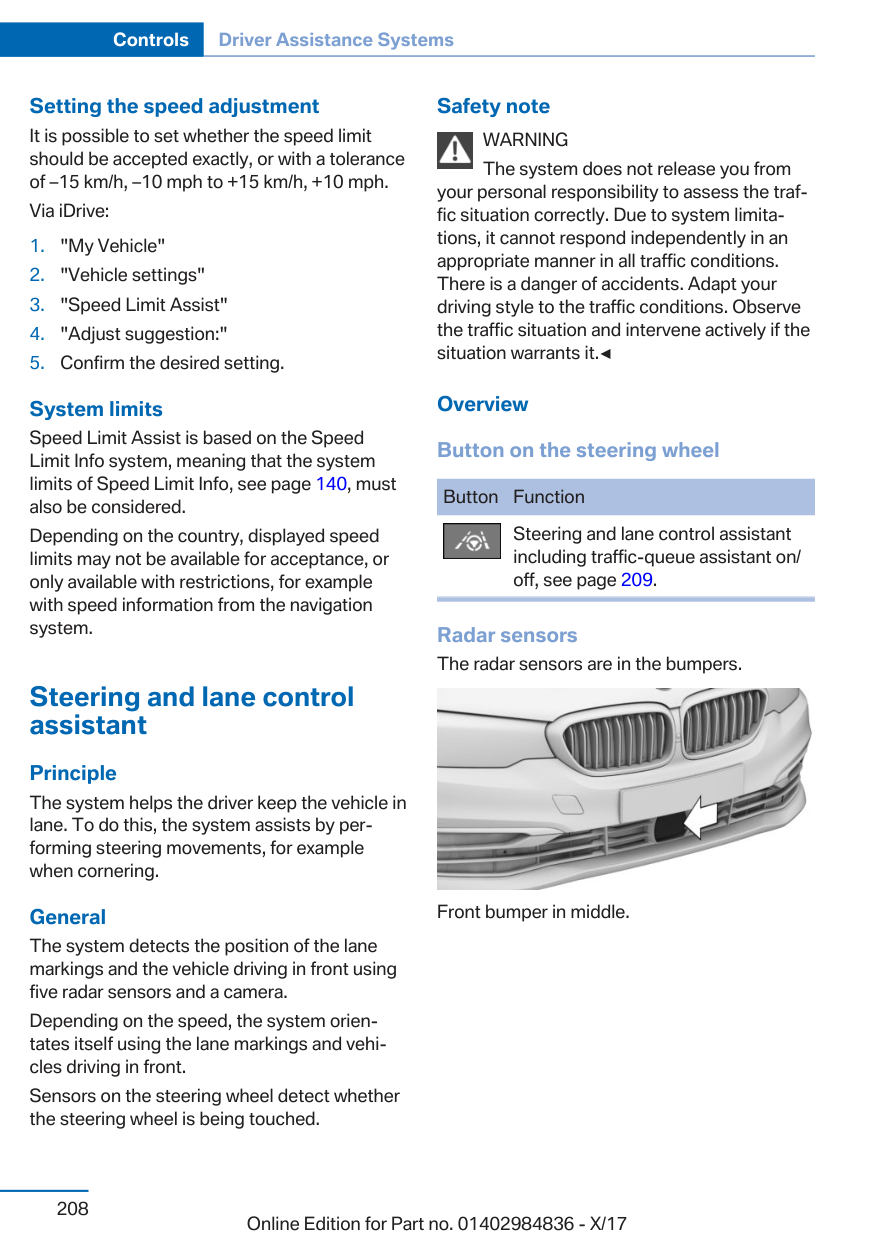 Controls Driver Assistance Systems
Setting the speed adjustment
It is possible to set whether the speed limit
should be accepted exactly, or with a tolerance
of –15 km/h, –10 mph to +15 km/h, +10 mph.
Via iDrive:
1. "My Vehicle"
2. "Vehicle settings"
3. "Speed Limit Assist"
4. "Adjust suggestion:"
5. Confirm the desired setting.
System limits
Speed Limit Assist is based on the Speed
Limit Info system, meaning that the system
limits of Speed Limit Info, see page 140, must
also be considered.
Depending on the country, displayed speed
limits may not be available for acceptance, or
only available with restrictions, for example
with speed information from the navigation
system.
Steering and lane control
assistant
Principle
The system helps the driver keep the vehicle in
lane. To do this, the system assists by per-
forming steering movements, for example
when cornering.
General
The system detects the position of the lane
markings and the vehicle driving in front using
five radar sensors and a camera.
Depending on the speed, the system orien-
tates itself using the lane markings and vehi-
cles driving in front.
Sensors on the steering wheel detect whether
the steering wheel is being touched.
Safety note
WARNING
The system does not release you from
your personal responsibility to assess the traf-
fic situation correctly. Due to system limita-
tions, it cannot respond independently in an
appropriate manner in all traffic conditions.
There is a danger of accidents. Adapt your
driving style to the traffic conditions. Observe
the traffic situation and intervene actively if the
situation warrants it.◄
Overview
Button on the steering wheel
Button Function
Steering and lane control assistant
including traffic-queue assistant on/
off, see page 209.
Radar sensors
The radar sensors are in the bumpers.
Front bumper in middle.
208
Online Edition for Part no. 01402984836 - X/17